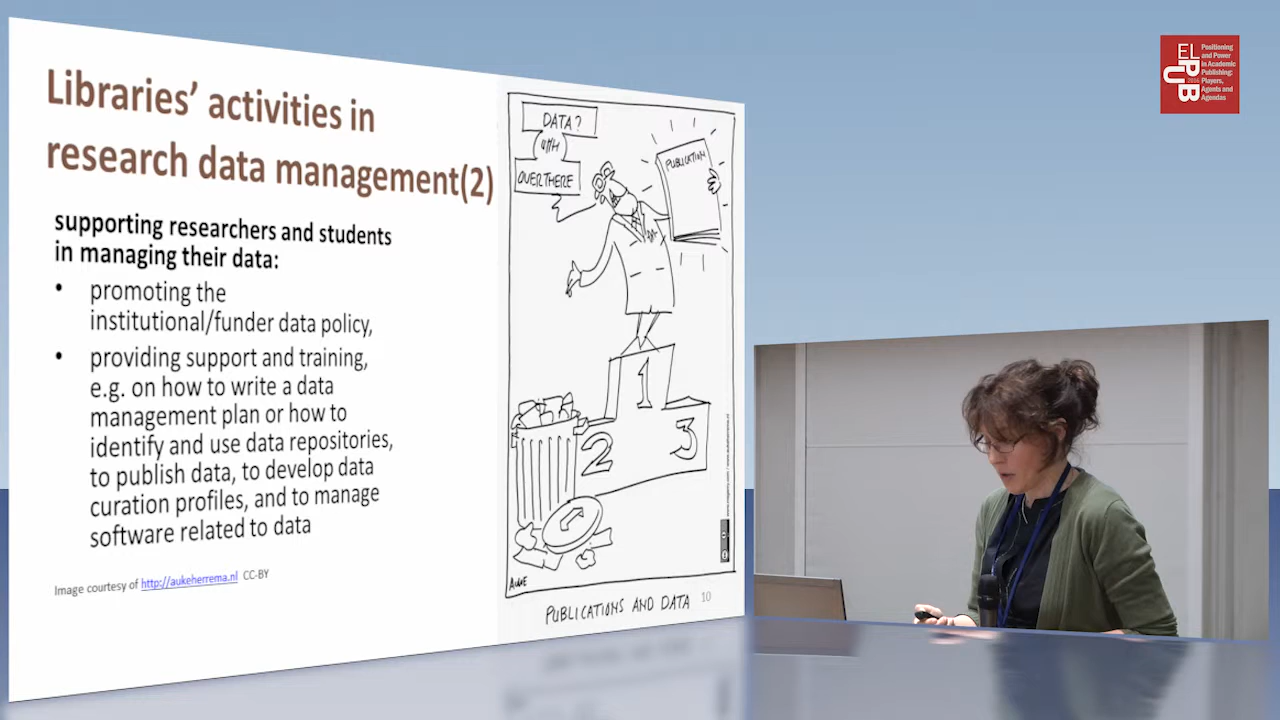 Libraries' activities in
research data management(2)
supporting researchers and students
in managing their data:
• promoting the
institutional/funder data policy,
• providing support and training,
e.g. on how to write a data
management plan or how to
identify and use data repositories,
to publish data, to develop data
curation profiles, and to manage
software related to data
Image courtesy of http://aukeherrema.nl CC-BY
DATA?
UHH
OVER THERE
PUBLICATION
1
2
3
AUKE
PUBLICATIONS AND DATA
10
ELPUB
2016
Positioning
and Power
in Academic
Publishing:
Players,
Agents and
Agendas